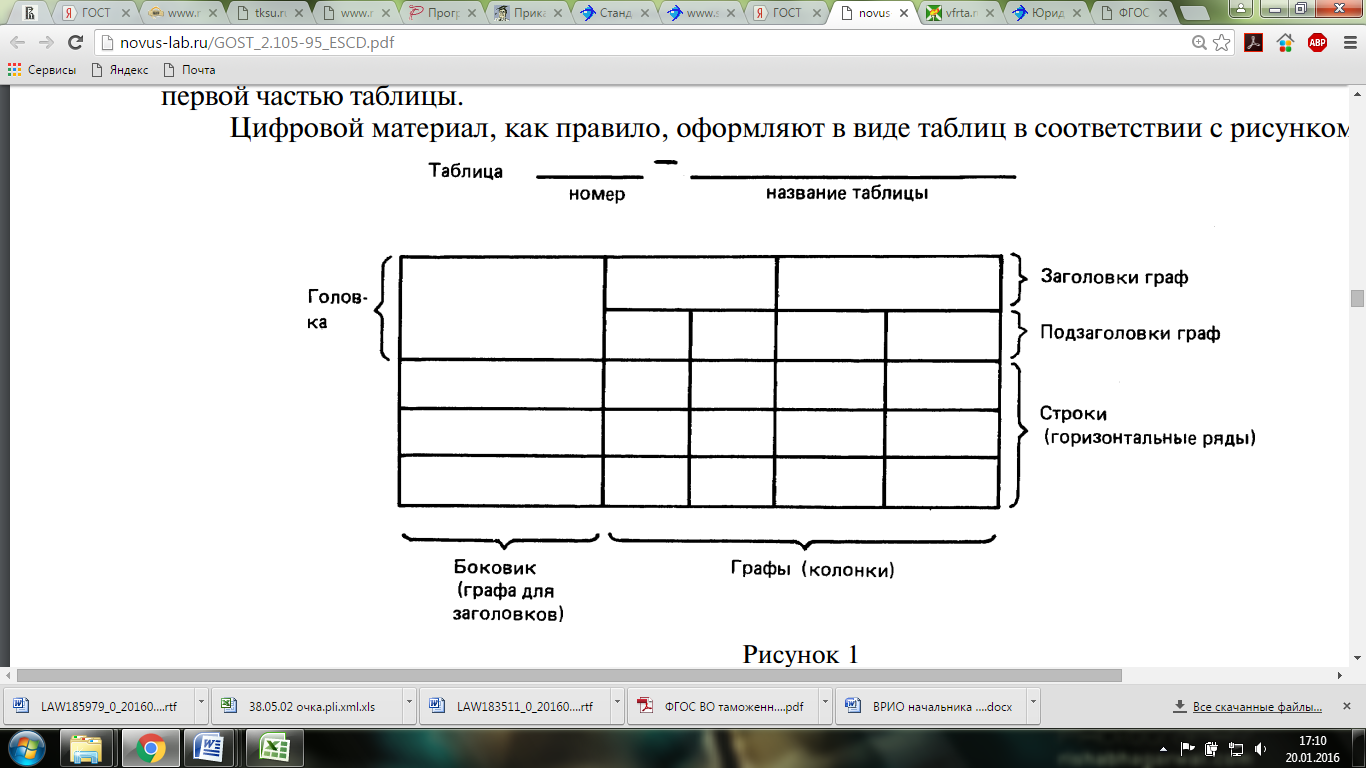 ГОСТ
www.r
tksu.ru
www.r
Прогр
Прика
Станд
www.s
ГОСТ
novus-
vfrta.r
Юрид
ФГОС
novus-lab.ru/GOST_2.105-95_ESCD.pdf
ABP
Сервисы Яндекс Почта
первой частью таблицы.
Цифровой материал, как правило, оформляют в виде таблиц в соответствии с рисунком
Таблица —
номер название таблицы
Голов-
ка
Заголовки граф
Подзаголовки граф
Строки
(горизонтальные ряды)
Боковик
(графа для
заголовков)
Графы (колонки)
Рисунок 1
LAW185979_0_20160....rtf
38.05.02 очка.pli.xml.xls
LAW183511_0_20160....rtf
ФГОС ВО таможенн....pdf
ВРИО начальника ....docx
Все скачанные файлы...
17:10
20.01.2016